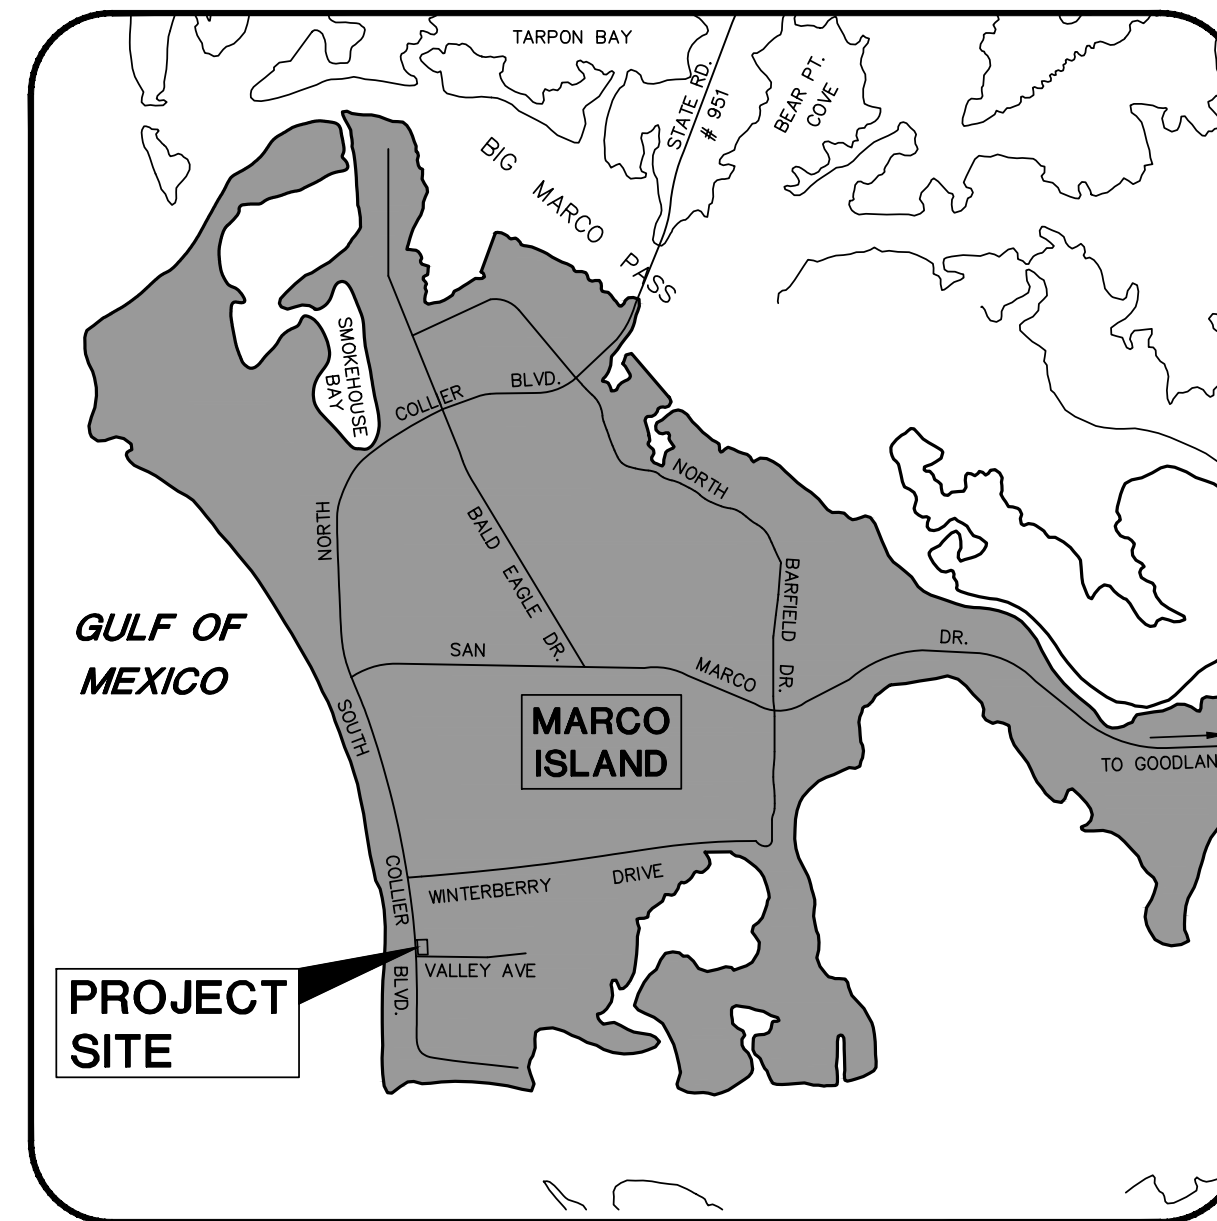 TARPON BAY
STATE RD.
# 951
BEAR PT.
COVE
BIG MARCO PASS
SMOKEHOUSE
BAY
COLLIER BLVD.
NORTH
NORTH
BALD EAGLE DR.
BARFIELD DR.
GULF OF
MEXICO
SAN MARCO DR.
SOUTH
MARCO
ISLAND
TO GOODLAN
COLLIER BLVD.
WINTERBERRY DRIVE
VALLEY AVE
PROJECT
SITE